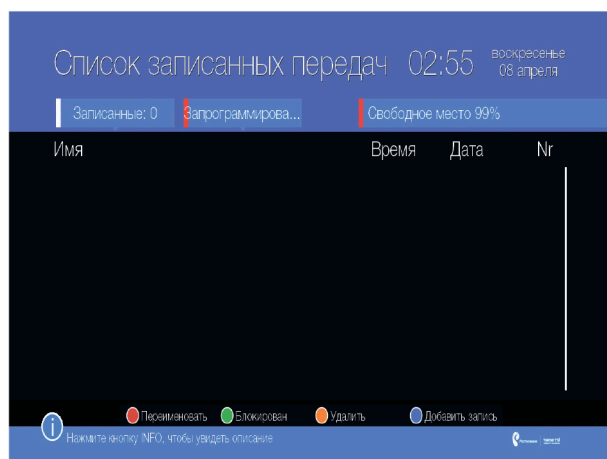 Список записанных передач 02:55 воскресенье
08 апреля
Записанные: 0 Запрограммирова... Свободное место 99%
Имя Время Дата Nr
Переименовать Блокирован Удалить Добавить запись
i Нажмите кнопку INFO, чтобы увидеть описание